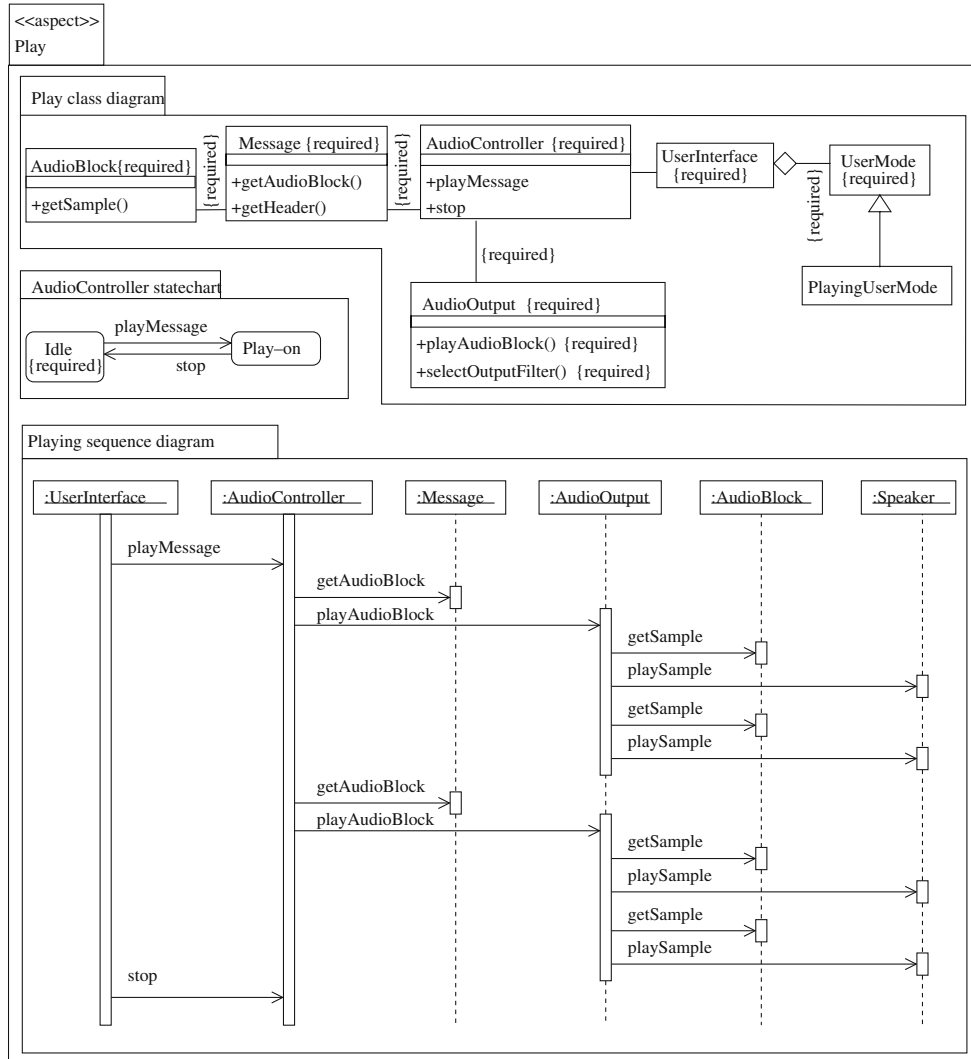 <<aspect>>
Play
Play class diagram
AudioBlock{required}
+getSample()
{required}
Message {required}
+getAudioBlock()
+getHeader()
{required}
AudioController {required}
+playMessage
+stop
UserInterface
{required}
{required}
UserMode
{required}
PlayingUserMode
{required}
AudioOutput {required}
+playAudioBlock() {required}
+selectOutputFilter() {required}
AudioController statechart
Idle
{required}
playMessage
stop
Play–on
Playing sequence diagram
:UserInterface
:AudioController
:Message
:AudioOutput
:AudioBlock
:Speaker
playMessage
getAudioBlock
playAudioBlock
getSample
playSample
getSample
playSample
getAudioBlock
playAudioBlock
getSample
playSample
getSample
playSample
stop